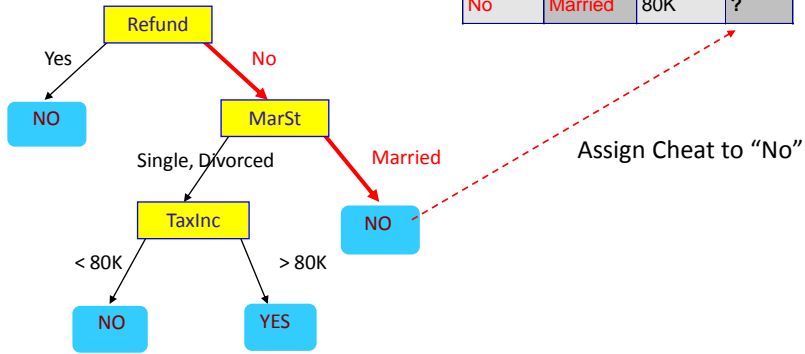 No Married 80K ?
Refund
Yes No
NO
MarSt
Single, Divorced Married
Assign Cheat to “No”
TaxInc
NO
< 80K > 80K
NO YES